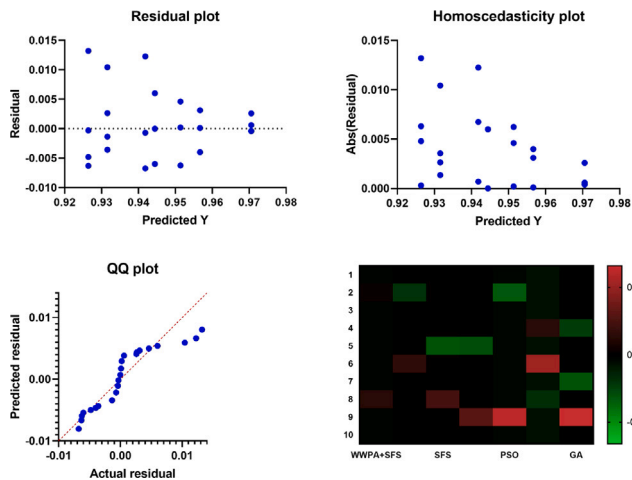 Residual plot
Homoscedasticity plot
0.015
0.010
0.005
0.000
-0.005
-0.010
Residual
0.92 0.93 0.94 0.95 0.96 0.97 0.98
Predicted Y
0.015
0.010
0.005
0.000
Abs(Residual)
0.92 0.93 0.94 0.95 0.96 0.97 0.98
Predicted Y
QQ plot
0.01
0.00
-0.01
Predicted residual
-0.01 0.00 0.01
Actual residual
1
2
3
4
5
6
7
8
9
10
WWPA+SFS SFS PSO GA